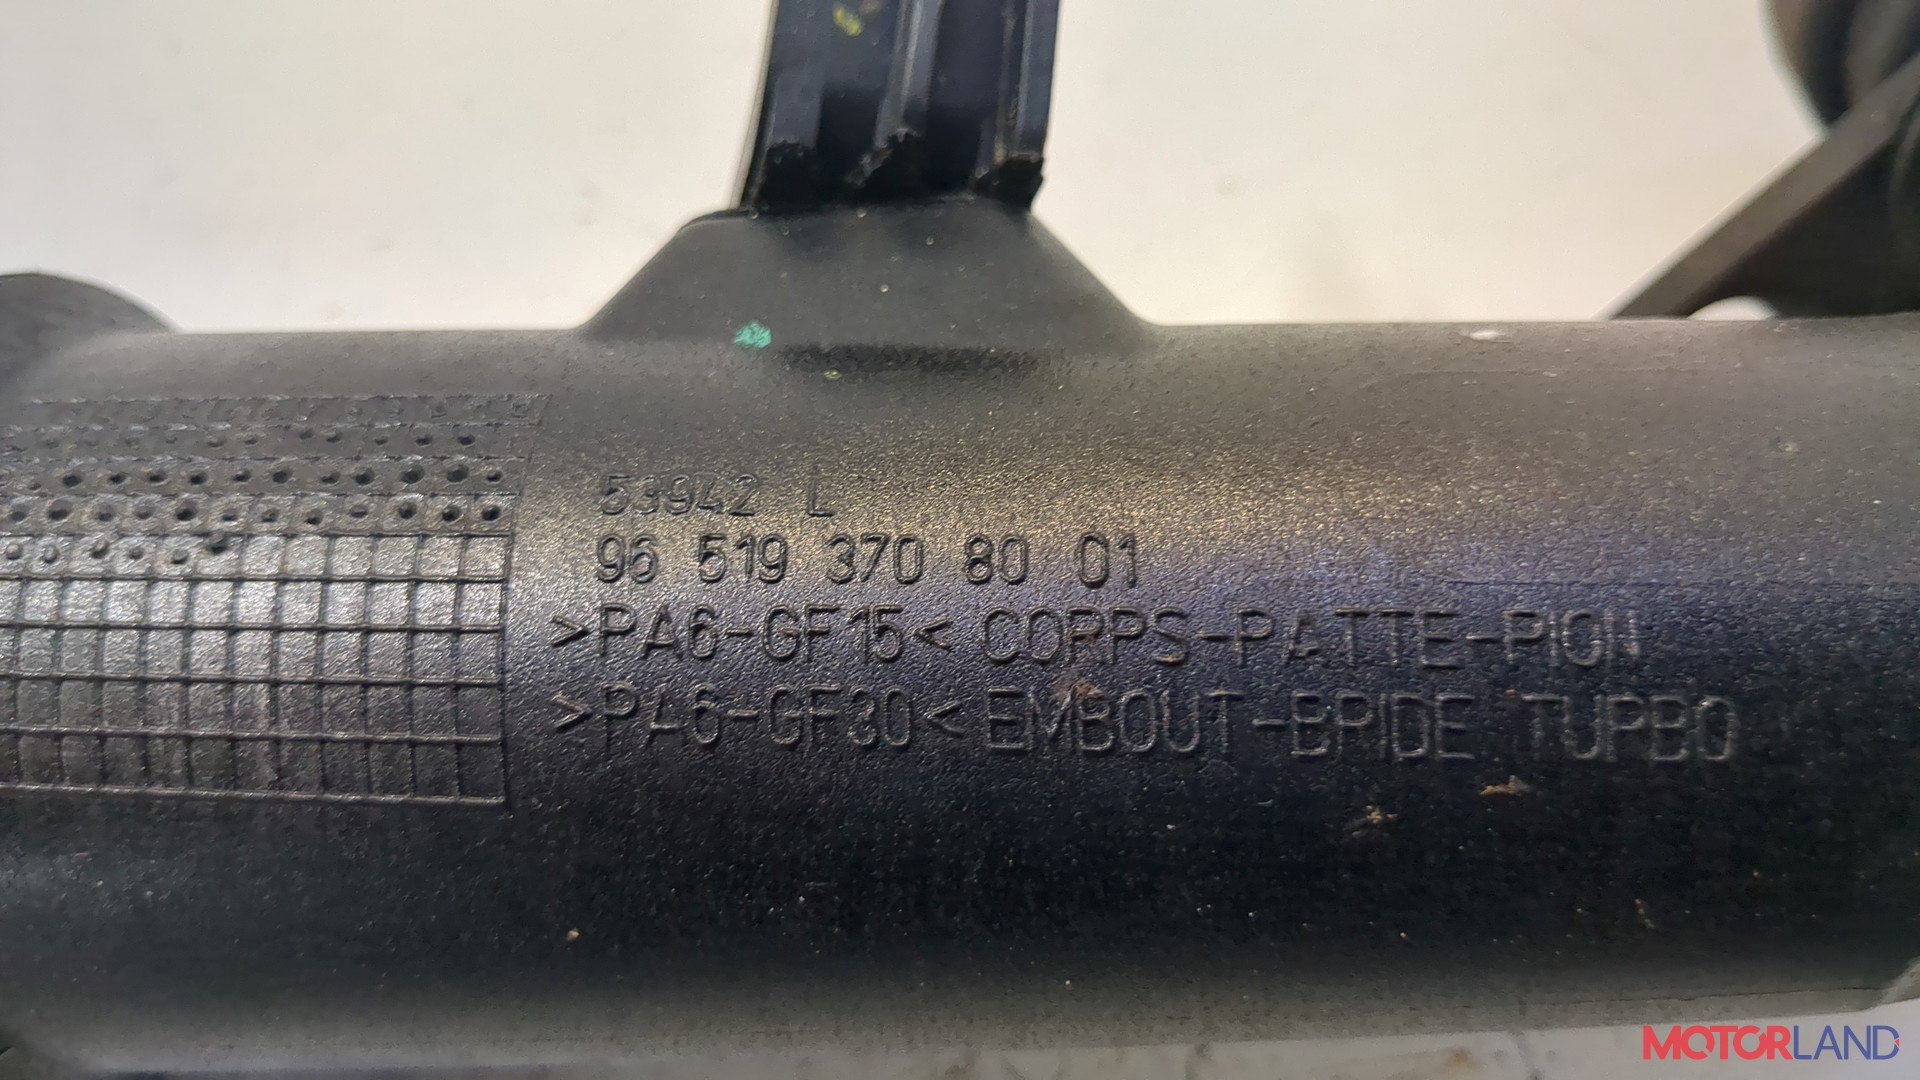 53942 L
96 519 370 80 01
>PA6-GF15< CORPS-PATTE-PION
>PA6-GF30< EMBOUT-BRIDE TURBO
MOTORLAND